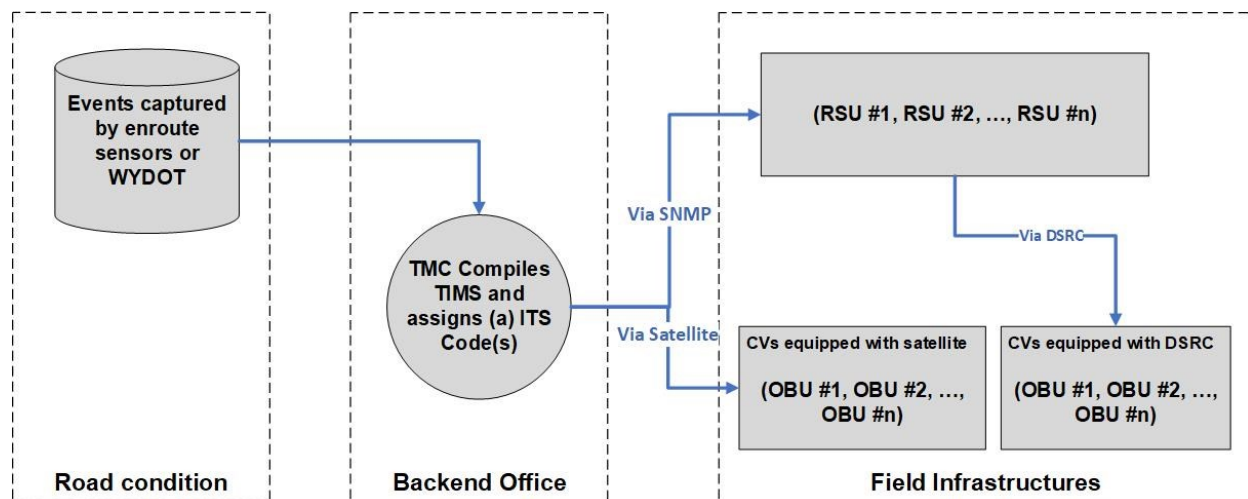 Events captured
by enroute
sensors or
WYDOT
Road condition
TMC Compiles
TIMS and
assigns (a) ITS
Code(s)
Backend Office
Via SNMP
Via Satellite
(RSU #1, RSU #2, ..., RSU #n)
Via DSRC
CVs equipped with satellite
(OBU #1, OBU #2, ...,
OBU #n)
CVs equipped with DSRC
(OBU #1, OBU #2, ...,
OBU #n)
Field Infrastructures